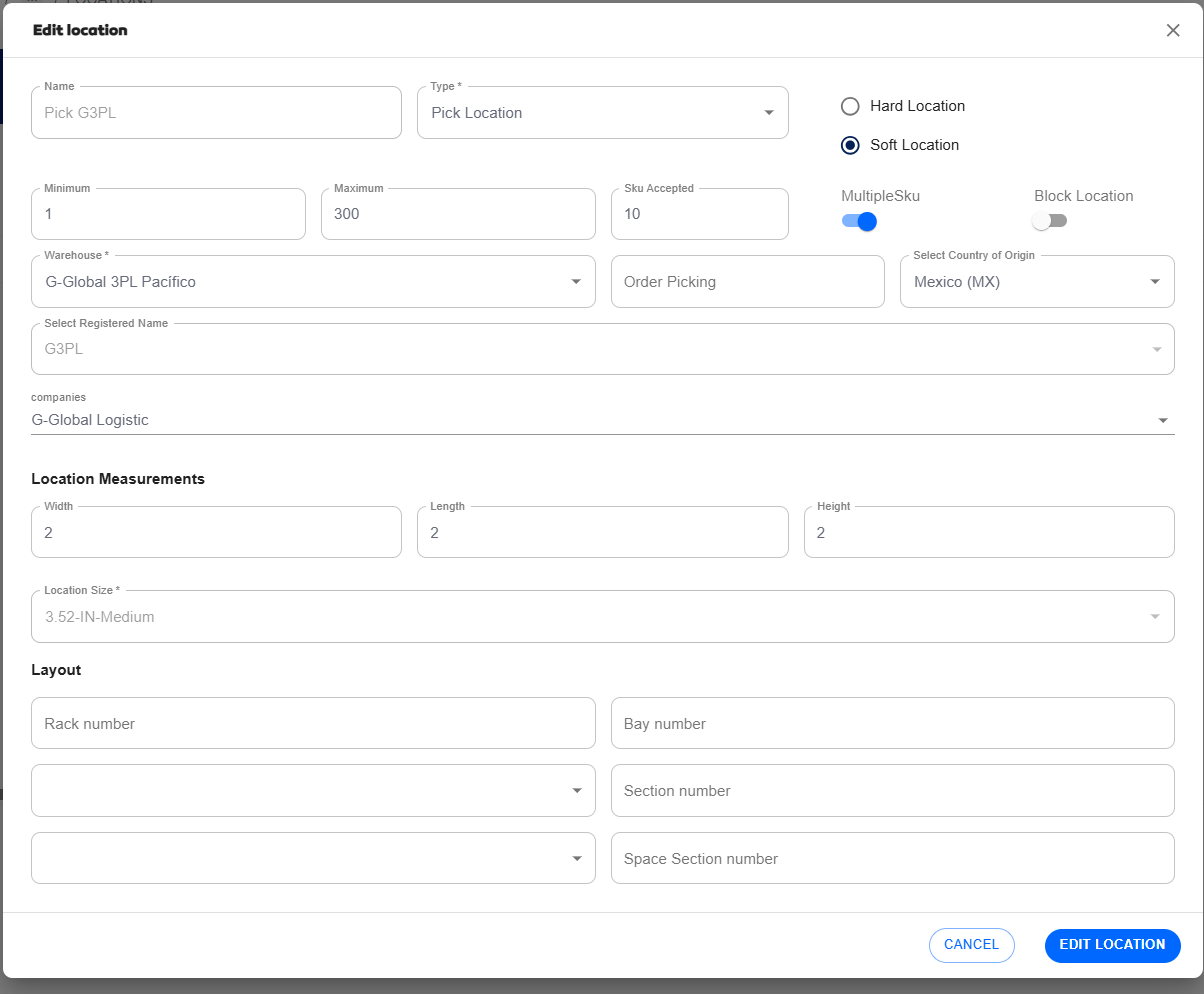 Edit location
Name
Pick G3PL
Type *
Pick Location
Hard Location
Soft Location
Minimum
1
Maximum
300
Sku Accepted
10
MultipleSku
Block Location
Warehouse *
G-Global 3PL Pacífico
Order Picking
Select Country of Origin
Mexico (MX)
Select Registered Name
G3PL
companies
G-Global Logistic
Location Measurements
Width
2
Length
2
Height
2
Location Size *
3.52-IN-Medium
Layout
Rack number
Bay number
Section number
Space Section number
CANCEL
EDIT LOCATION